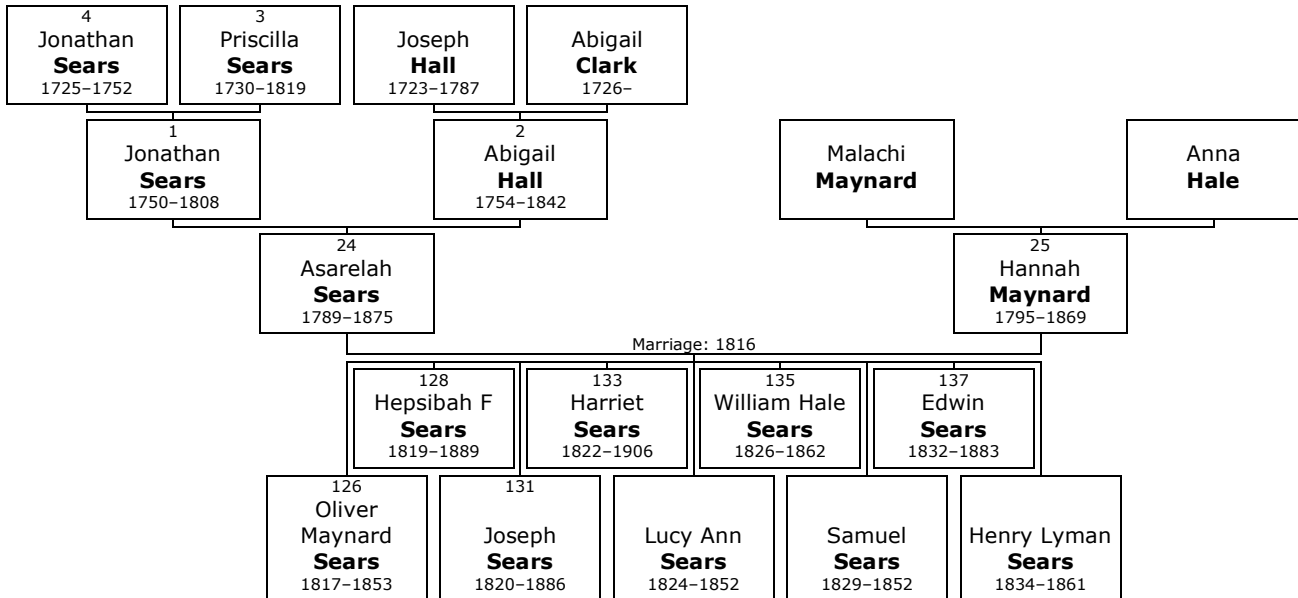 4
Jonathan
Sears
1725–1752
3
Priscilla
Sears
1730–1819
Joseph
Hall
1723–1787
Abigail
Clark
1726–
1
Jonathan
Sears
1750–1808
2
Abigail
Hall
1754–1842
Malachi
Maynard
Anna
Hale
24
Asarelah
Sears
1789–1875
25
Hannah
Maynard
1795–1869
Marriage: 1816
128
Hepsibah F
Sears
1819–1889
133
Harriet
Sears
1822–1906
135
William Hale
Sears
1826–1862
137
Edwin
Sears
1832–1883
126
Oliver
Maynard
Sears
1817–1853
131
Joseph
Sears
1820–1886
Lucy Ann
Sears
1824–1852
Samuel
Sears
1829–1852
Henry Lyman
Sears
1834–1861